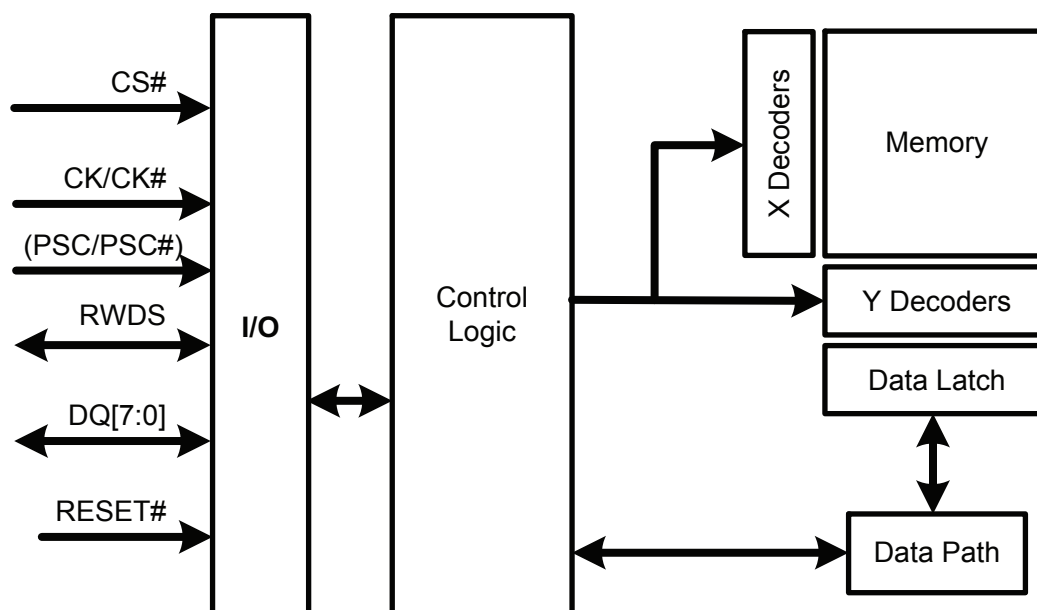 CS#
CK/CK#
(PSC/PSC#)
RWDS
DQ[7:0]
RESET#
I/O
Control
Logic
X Decoders
Memory
Y Decoders
Data Latch
Data Path